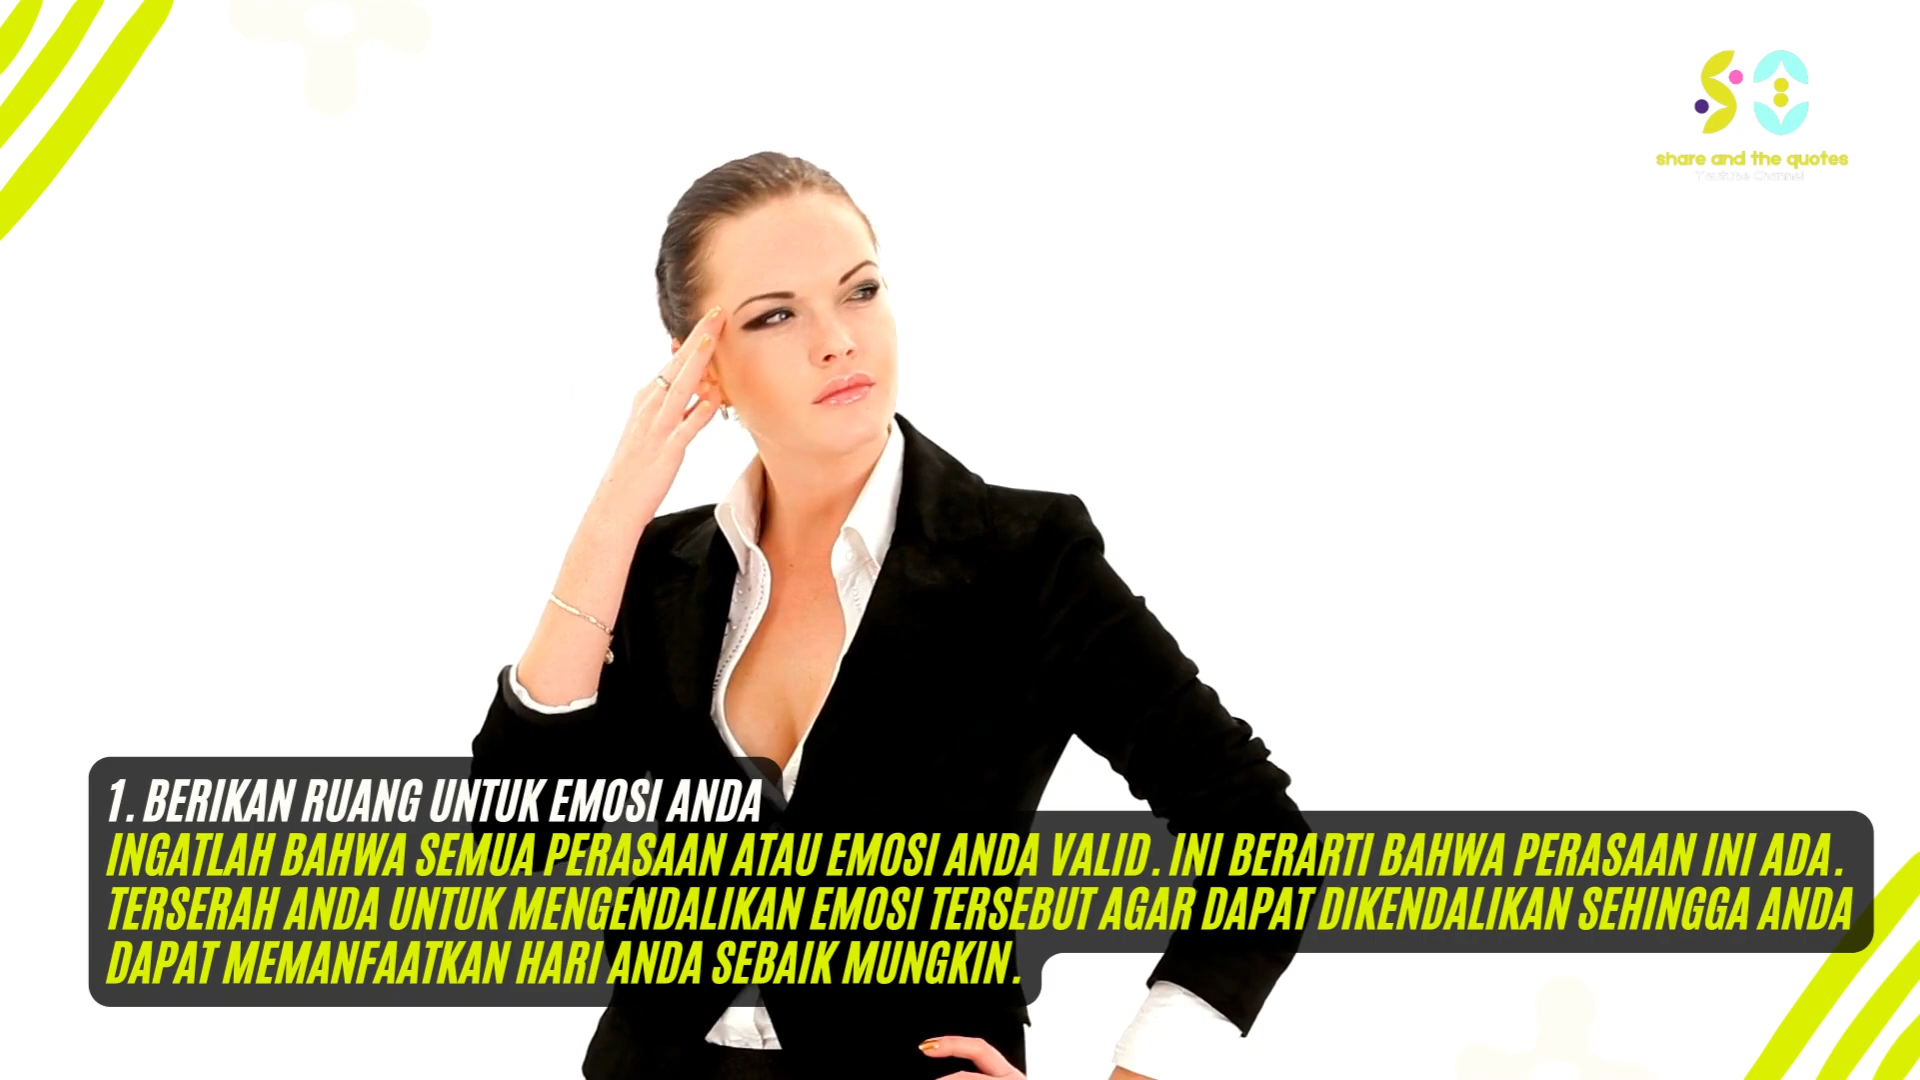 share and the quotes
Youtube Channel
1. BERIKAN RUANG UNTUK EMOSI ANDA
INGATLAH BAHWA SEMUA PERASAAN ATAU EMOSI ANDA VALID. INI BERARTI BAHWA PERASAAN INI ADA.
TERSERAH ANDA UNTUK MENGENDALIKAN EMOSI TERSEBUT AGAR DAPAT DIKENDALIKAN SEHINGGA ANDA
DAPAT MEMANFAATKAN HARI ANDA SEBAIK MUNGKIN.